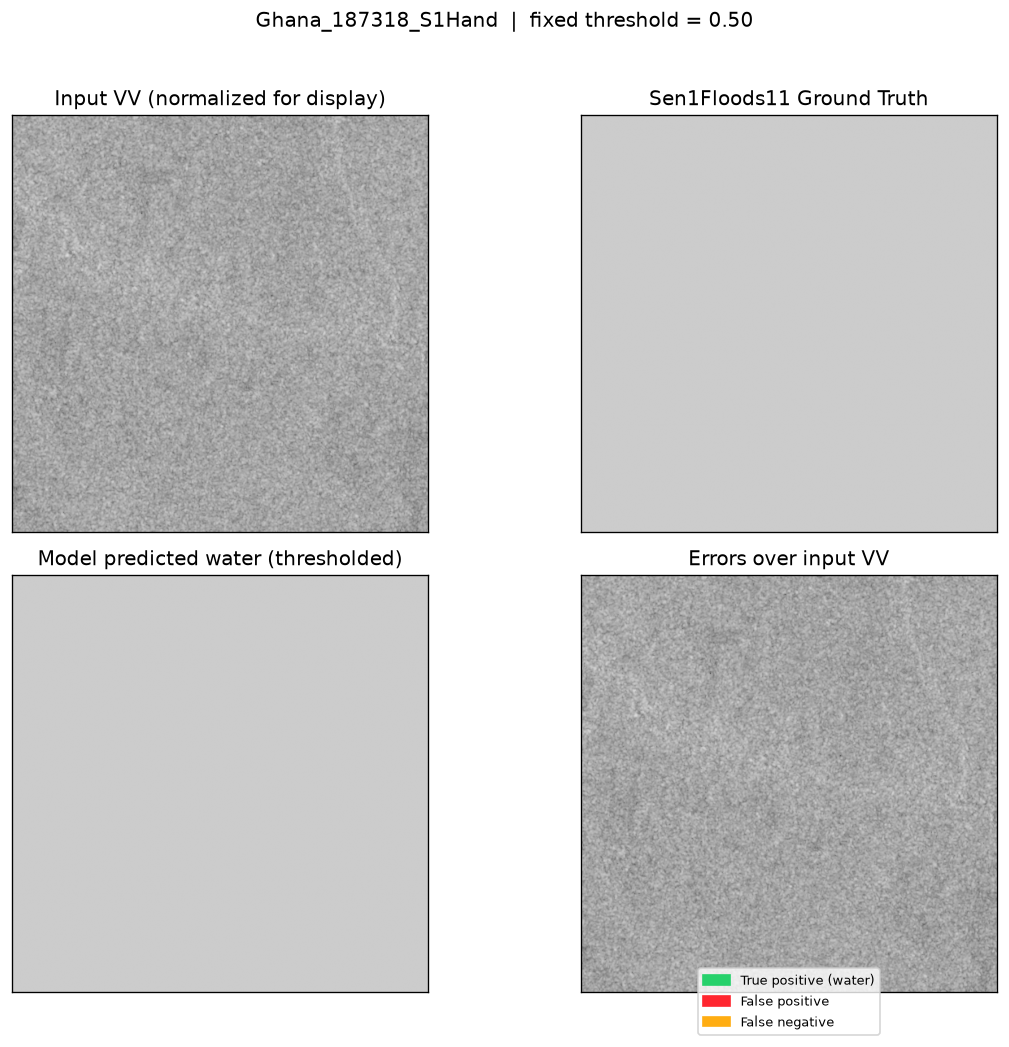 Ghana_187318_S1Hand | fixed threshold = 0.50
Input VV (normalized for display)
Sen1Floods11 Ground Truth
Model predicted water (thresholded)
Errors over input VV
True positive (water)
False positive
False negative